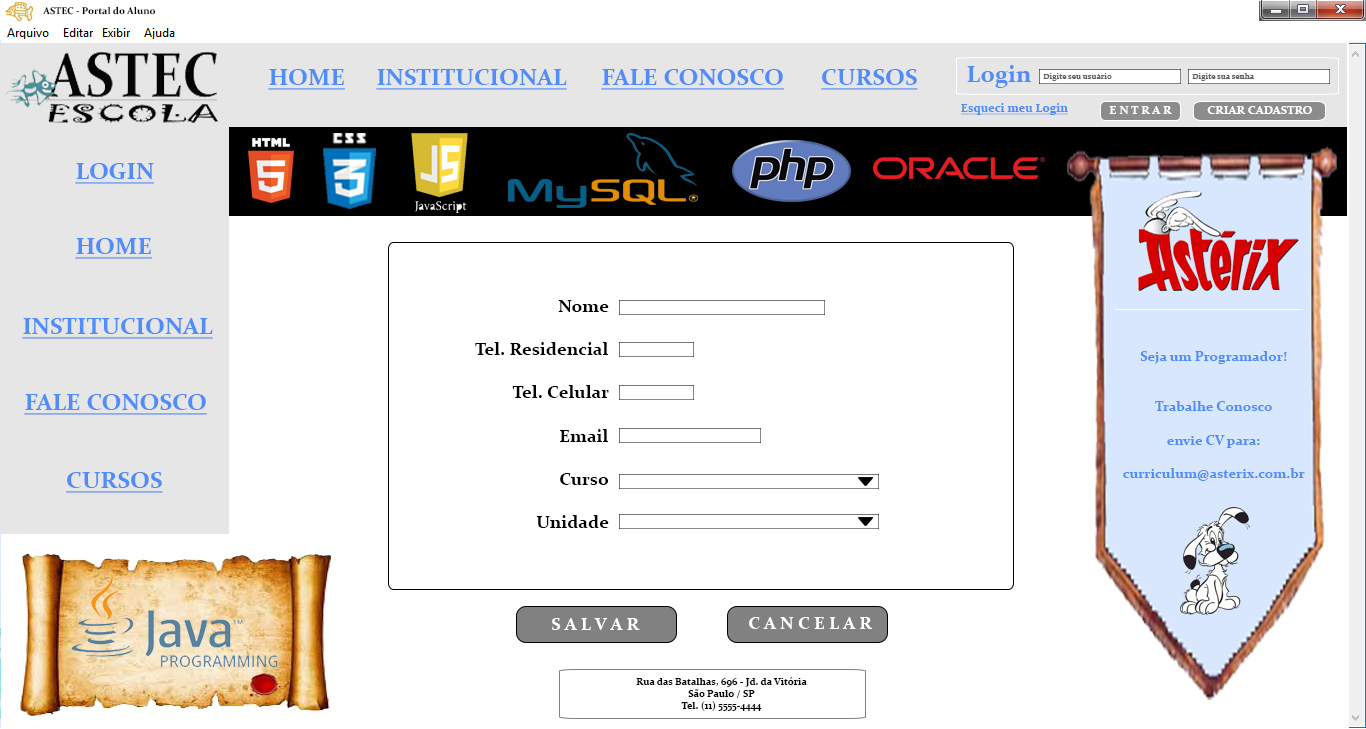 ASTEC - Portal do Aluno
Arquivo Editar Exibir Ajuda
ASTEC
ESCOLA
HOME INSTITUCIONAL FALE CONOSCO CURSOS
Login Digite seu usuário Digite sua senha
Esqueci meu Login ENTRAR CRIAR CADASTRO
LOGIN
HOME
INSTITUCIONAL
FALE CONOSCO
CURSOS
HTML
5
CSS
3
JS
JavaScript
MySQL®
php
ORACLE®
Nome
Tel. Residencial
Tel. Celular
Email
Curso
Unidade
SALVAR CANCELAR
Rua das Batalhas, 696 - Jd. da Vitória
São Paulo / SP
Tel. (11) 5555-4444
Java™
PROGRAMMING
Astérix
Seja um Programador!
Trabalhe Conosco
envie CV para:
curriculum@asterix.com.br